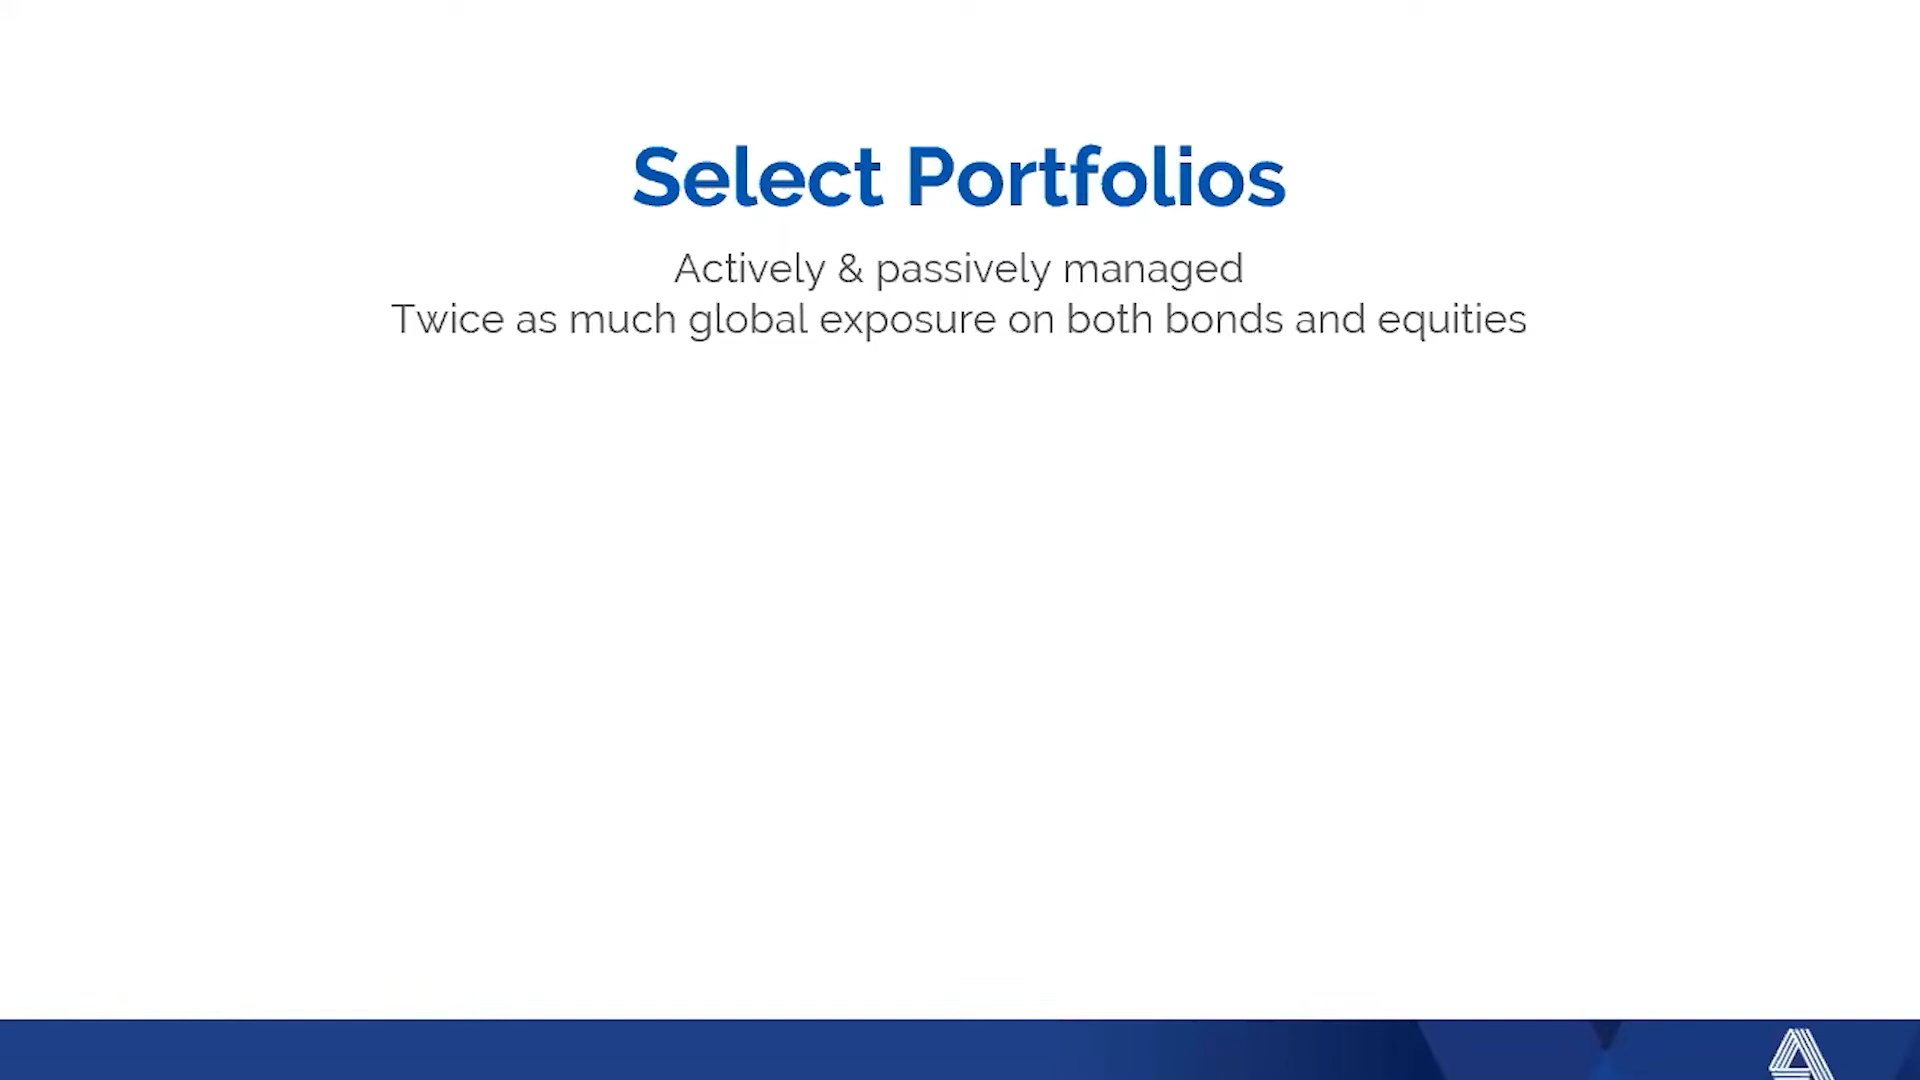 Select Portfolios
Actively & passively managed
Twice as much global exposure on both bonds and equities